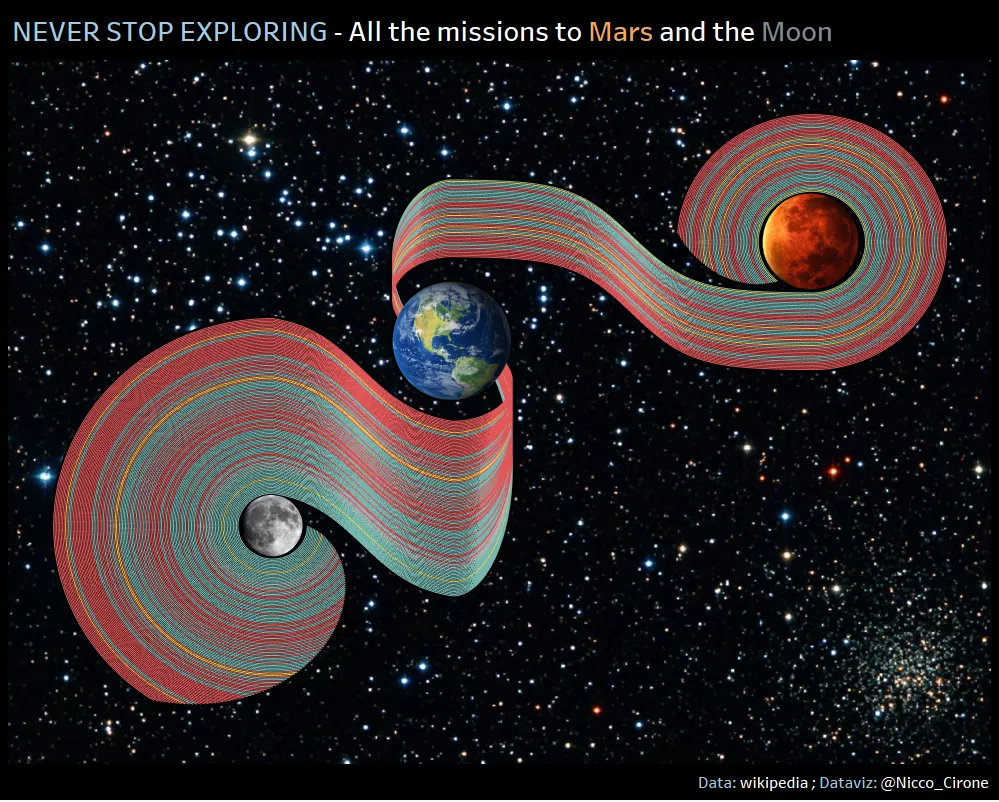 NEVER STOP EXPLORING - All the missions to Mars and the Moon
Data: wikipedia ; Dataviz: @Nicco_Cirone